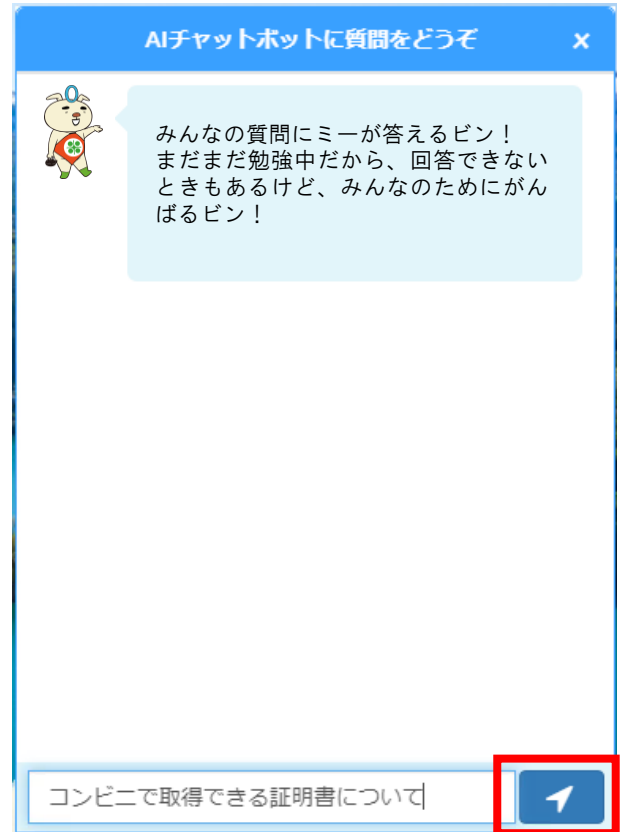 AIチャットボットに質問をどうぞ x
みんなの質問にミーが答えるビン！
まだまだ勉強中だから、回答できない
ときもあるけど、みんなのためにがん
ばるビン！
コンビニで取得できる証明書について